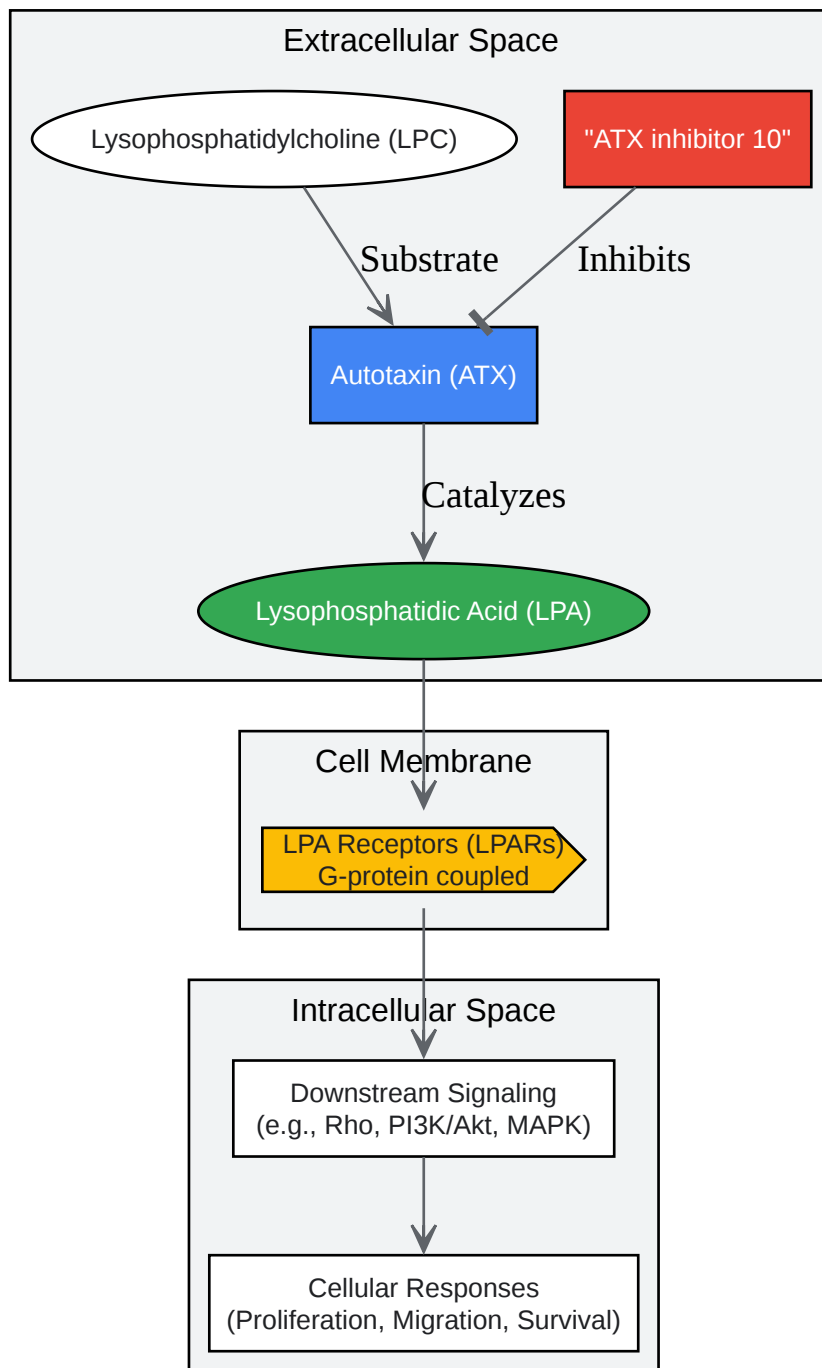 Extracellular Space
Lysophosphatidylcholine (LPC)
"ATX inhibitor 10"
Substrate
Inhibits
Autotaxin (ATX)
Catalyzes
Lysophosphatidic Acid (LPA)
Cell Membrane
LPA Receptors (LPARs)
G-protein coupled
Intracellular Space
Downstream Signaling
(e.g., Rho, PI3K/Akt, MAPK)
Cellular Responses
(Proliferation, Migration, Survival)